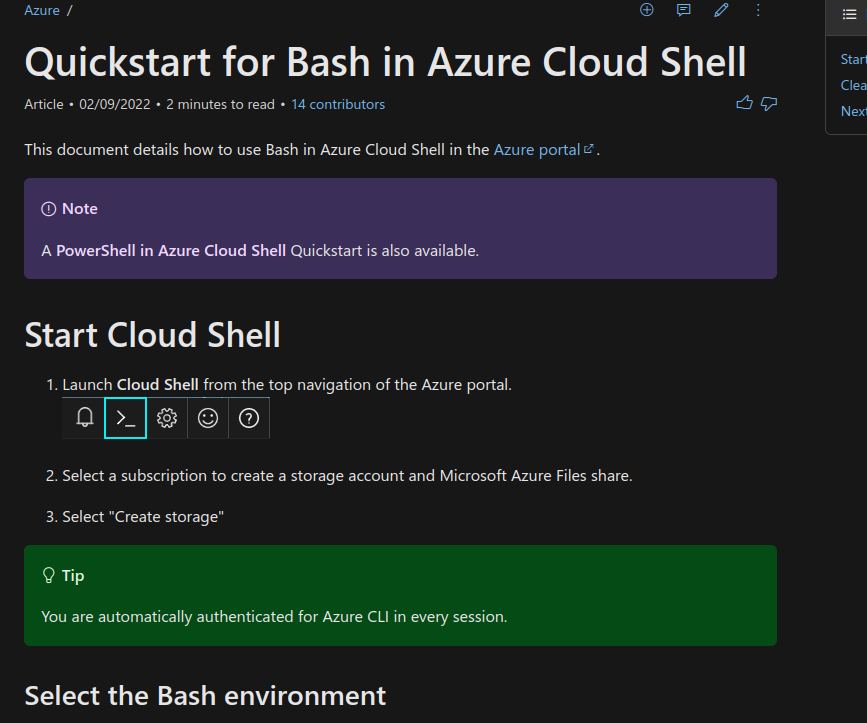 Azure /
Quickstart for Bash in Azure Cloud Shell
Article • 02/09/2022 • 2 minutes to read • 14 contributors
This document details how to use Bash in Azure Cloud Shell in the Azure portal.
Note
A PowerShell in Azure Cloud Shell Quickstart is also available.
Start Cloud Shell
1. Launch Cloud Shell from the top navigation of the Azure portal.
2. Select a subscription to create a storage account and Microsoft Azure Files share.
3. Select "Create storage"
Tip
You are automatically authenticated for Azure CLI in every session.
Select the Bash environment
Start
Clea
Next